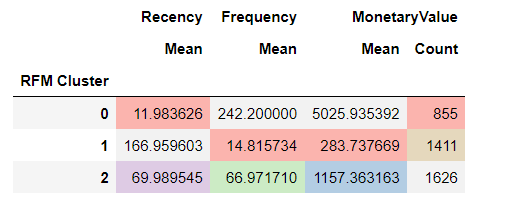 Recency Frequency MonetaryValue
Mean Mean Mean Count
RFM Cluster
0 11.983626 242.200000 5025.935392 855
1 166.959603 14.815734 283.737669 1411
2 69.989545 66.971710 1157.363163 1626